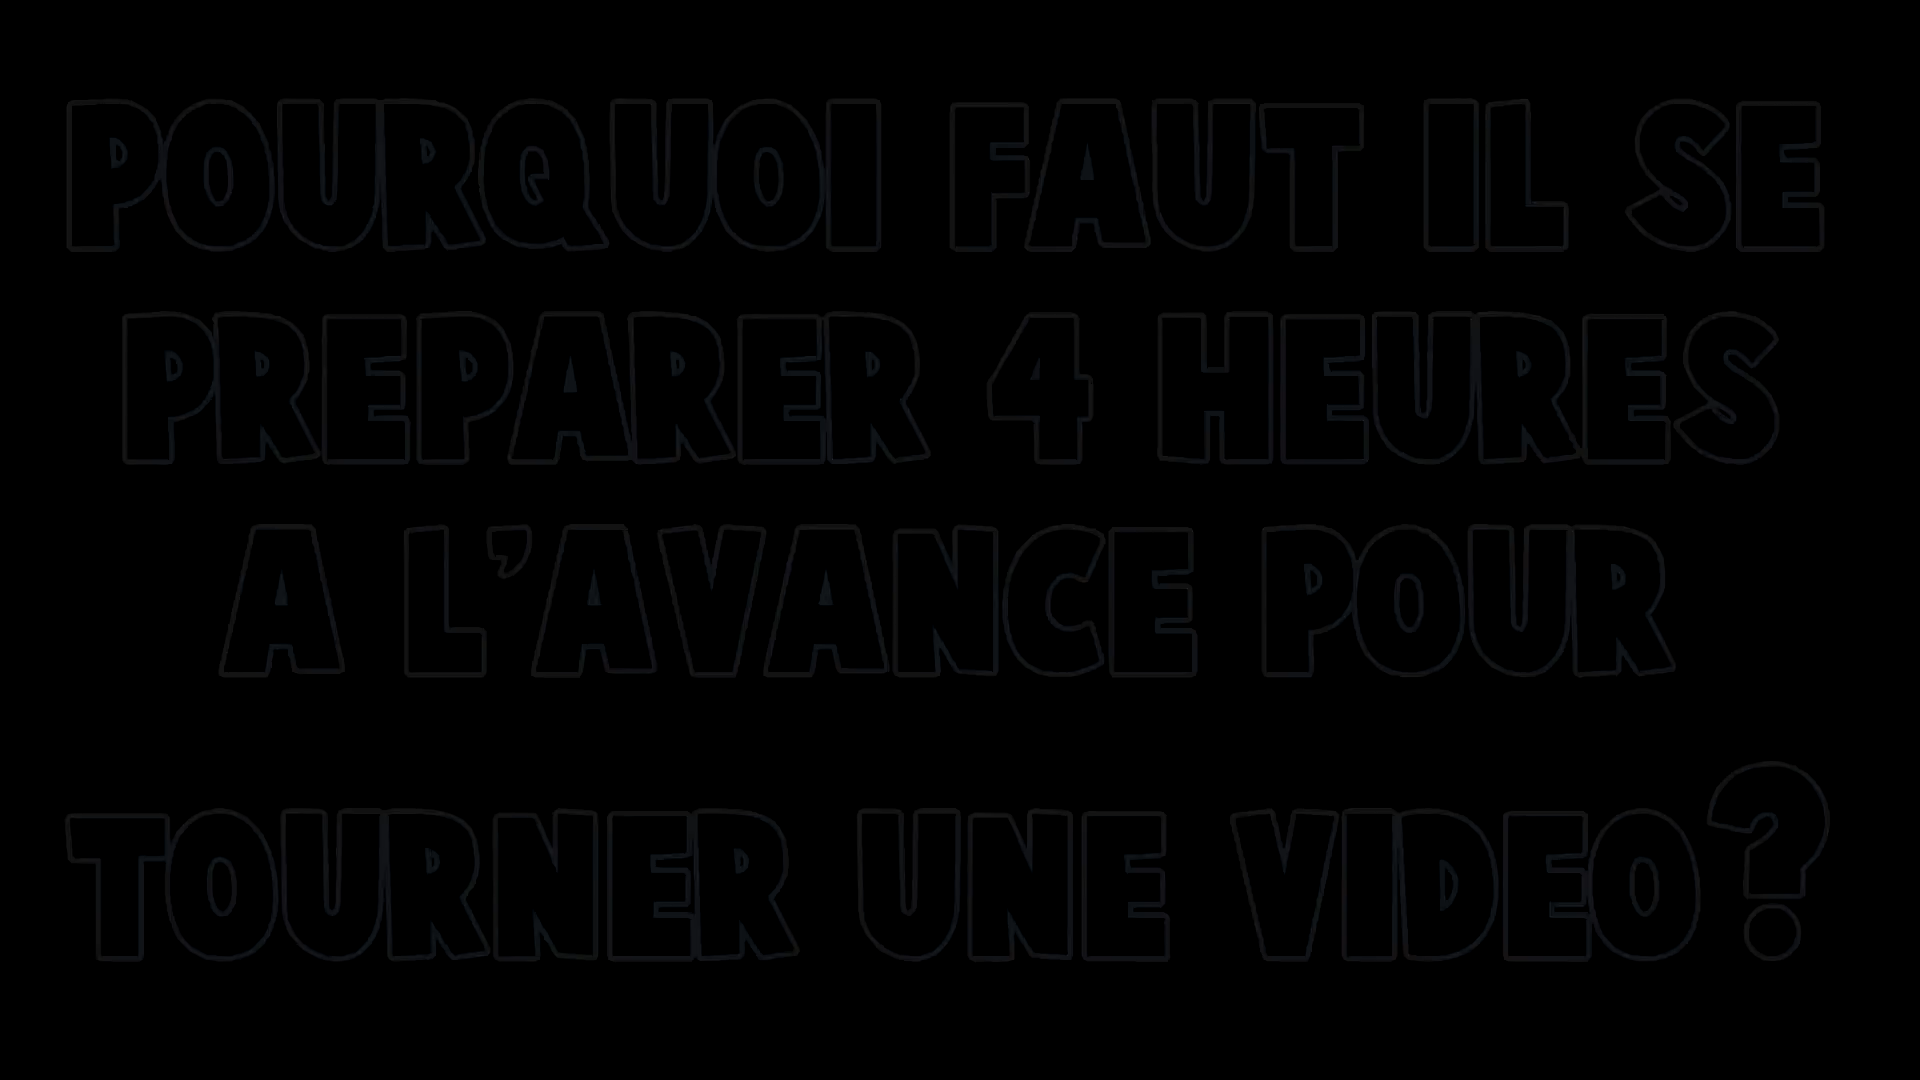 POURQUOI FAUT IL SE
PREPARER 4 HEURES
A L'AVANCE POUR
TOURNER UNE VIDEO?